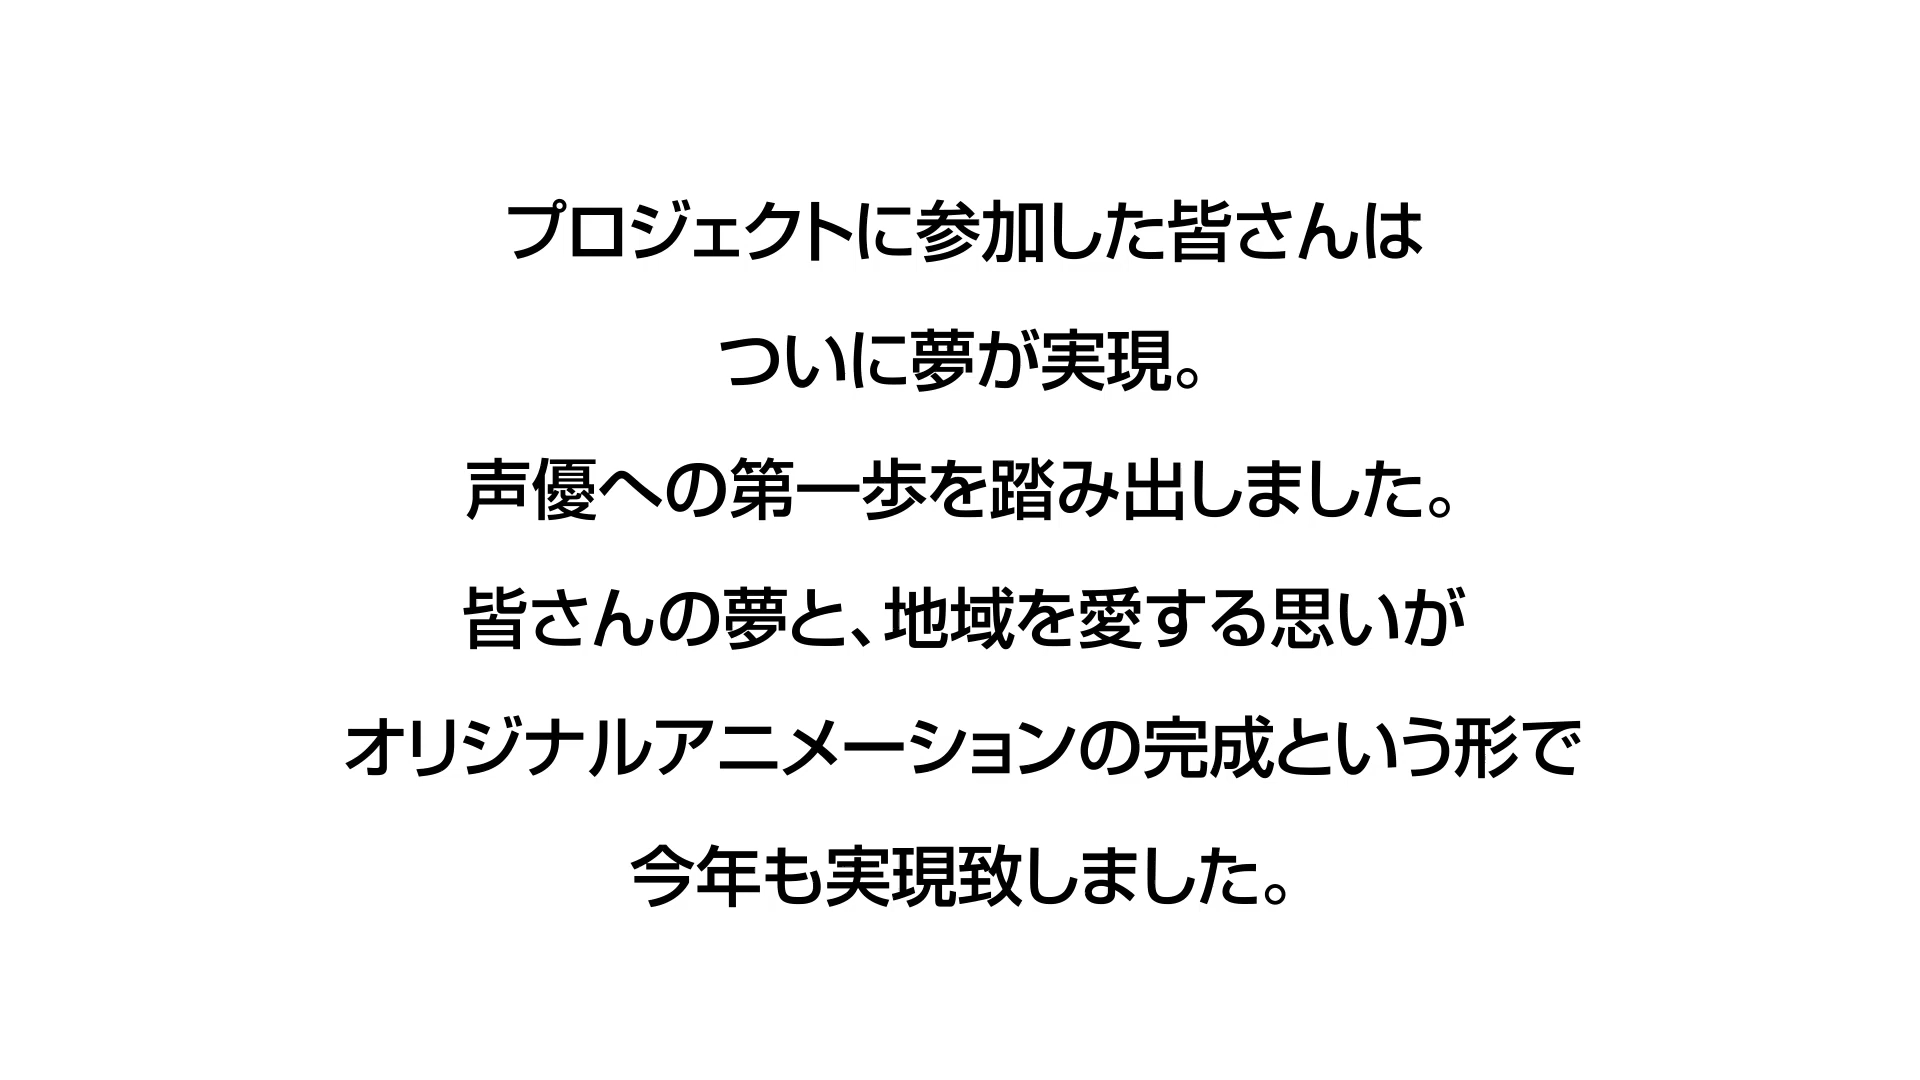 プロジェクトに参加した皆さんは
ついに夢が実現。
声優への第一歩を踏み出しました。
皆さんの夢と、地域を愛する思いが
オリジナルアニメーションの完成という形で
今年も実現致しました。